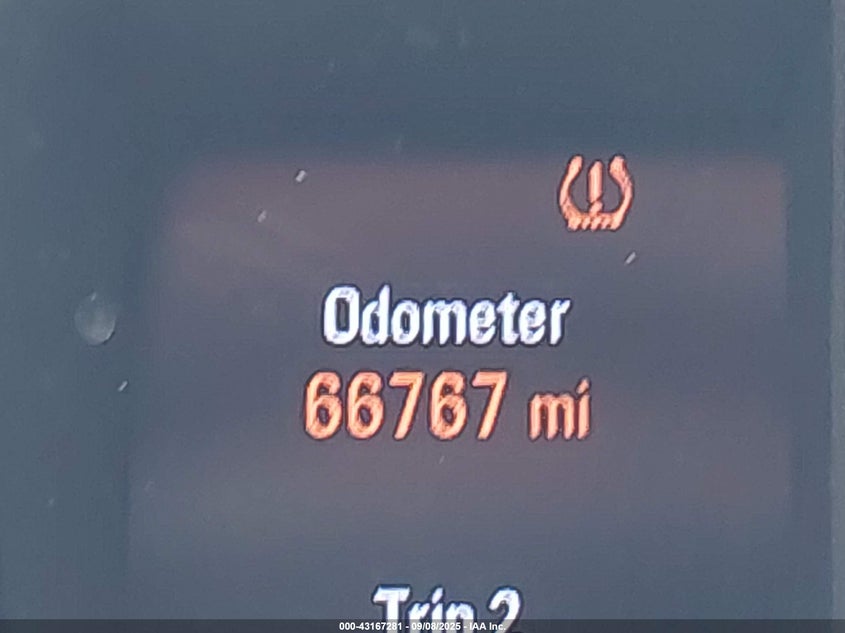 Odometer
66767 mi
Trip 2
000-43167281 - 09/08/2025 - IAA Inc.